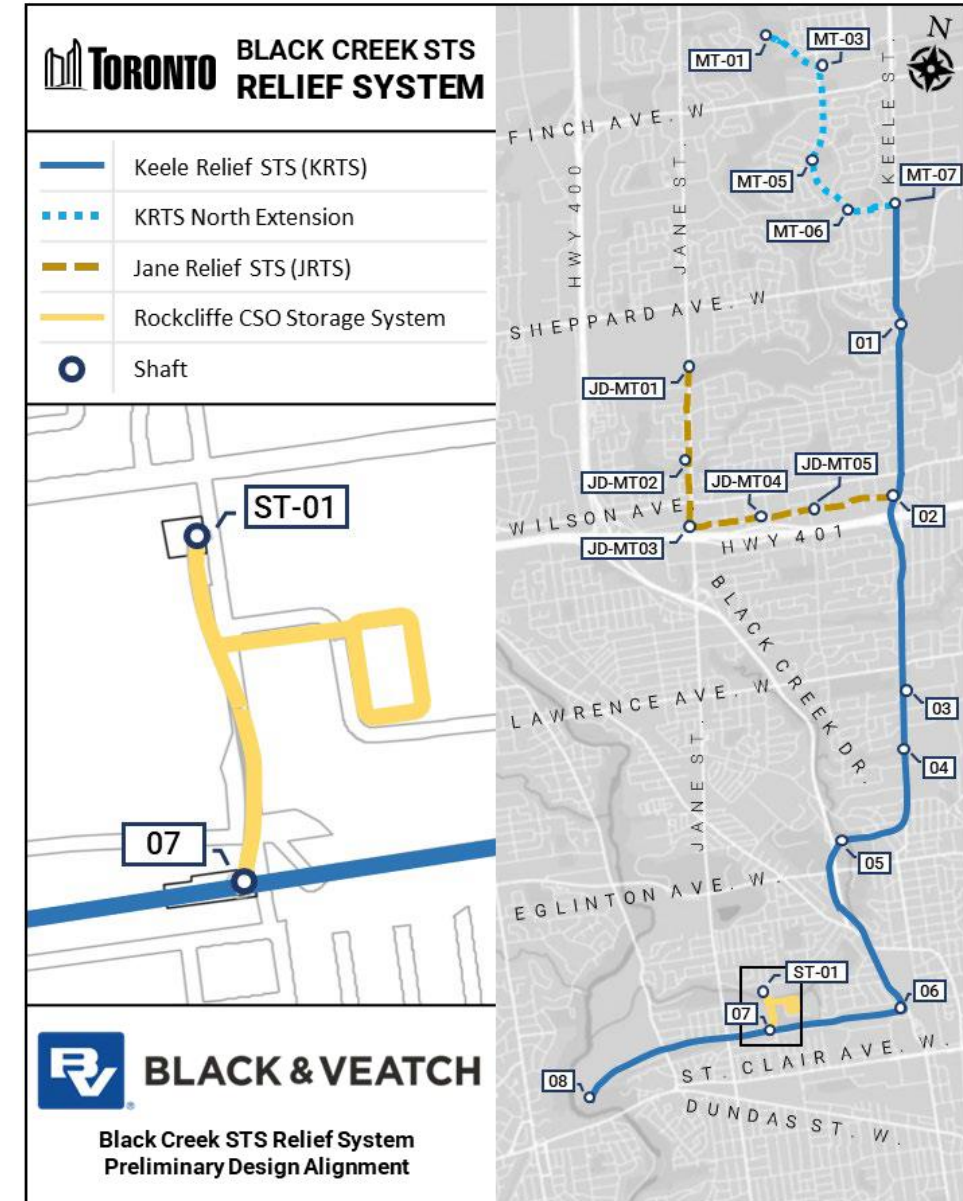 TORONTO
BLACK CREEK STS
RELIEF SYSTEM
Keele Relief STS (KRTS)
KRTS North Extension
Jane Relief STS (JRTS)
Rockcliffe CSO Storage System
Shaft
ST-01
07
BV
BLACK & VEATCH
Black Creek STS Relief System
Preliminary Design Alignment
N
MT-01
MT-03
KEELE ST.
FINCH AVE. W
HWY 400
JANE ST.
MT-05
MT-07
MT-06
SHEPPARD AVE. W
01
JD-MT01
JD-MT02
JD-MT04
JD-MT05
WILSON AVE
02
JD-MT03
HWY 401
BLACK CREEK DR.
LAWRENCE AVE. W
03
04
JANE ST.
05
EGLINTON AVE. W.
ST-01
06
07
ST. CLAIR AVE. W.
08
DUNDAS ST. W.